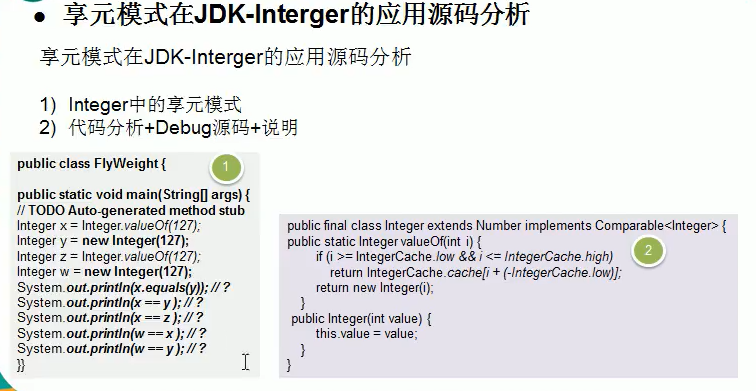 ● 享元模式在JDK-Interger的应用源码分析
享元模式在JDK-Interger的应用源码分析
1) Integer中的享元模式
2) 代码分析+Debug源码+说明
1
public class FlyWeight {
public static void main(String[] args) {
// TODO Auto-generated method stub
Integer x = Integer.valueOf(127);
Integer y = new Integer(127);
Integer z = Integer.valueOf(127);
Integer w = new Integer(127);
System.out.println(x.equals(y)); // ?
System.out.println(x == y ); // ?
System.out.println(x == z ); // ?
System.out.println(w == x ); // ?
System.out.println(w == y ); // ?
}}
2
public final class Integer extends Number implements Comparable<Integer> {
public static Integer valueOf(int i) {
if (i >= IntegerCache.low && i <= IntegerCache.high)
return IntegerCache.cache[i + (-IntegerCache.low)];
return new Integer(i);
}
public Integer(int value) {
this.value = value;
}
}